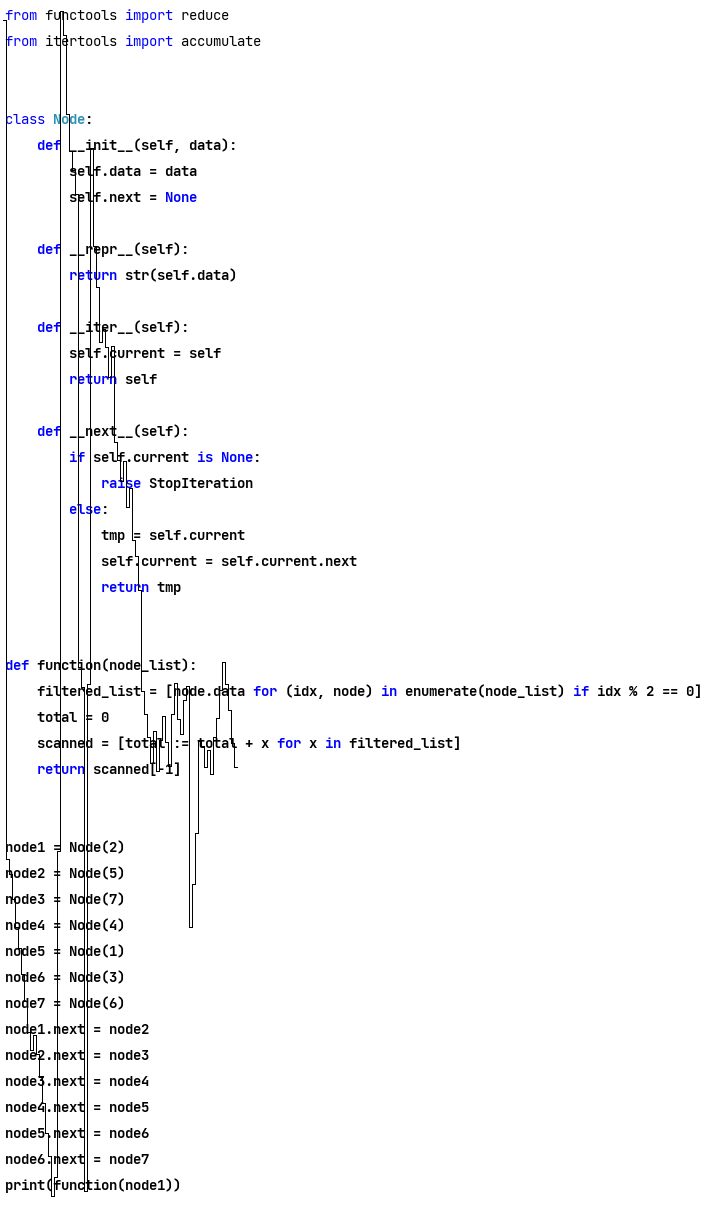 from functools import reduce
from itertools import accumulate
class Node:
    def __init__(self, data):
        self.data = data
        self.next = None
    def __repr__(self):
        return str(self.data)
    def __iter__(self):
        self.current = self
        return self
    def __next__(self):
        if self.current is None:
            raise StopIteration
        else:
            tmp = self.current
            self.current = self.current.next
            return tmp
def function(node_list):
    filtered_list = [node.data for (idx, node) in enumerate(node_list) if idx % 2 == 0]
    total = 0
    scanned = [total := total + x for x in filtered_list]
    return scanned[-1]
node1 = Node(2)
node2 = Node(5)
node3 = Node(7)
node4 = Node(4)
node5 = Node(1)
node6 = Node(3)
node7 = Node(6)
node1.next = node2
node2.next = node3
node3.next = node4
node4.next = node5
node5.next = node6
node6.next = node7
print(function(node1))